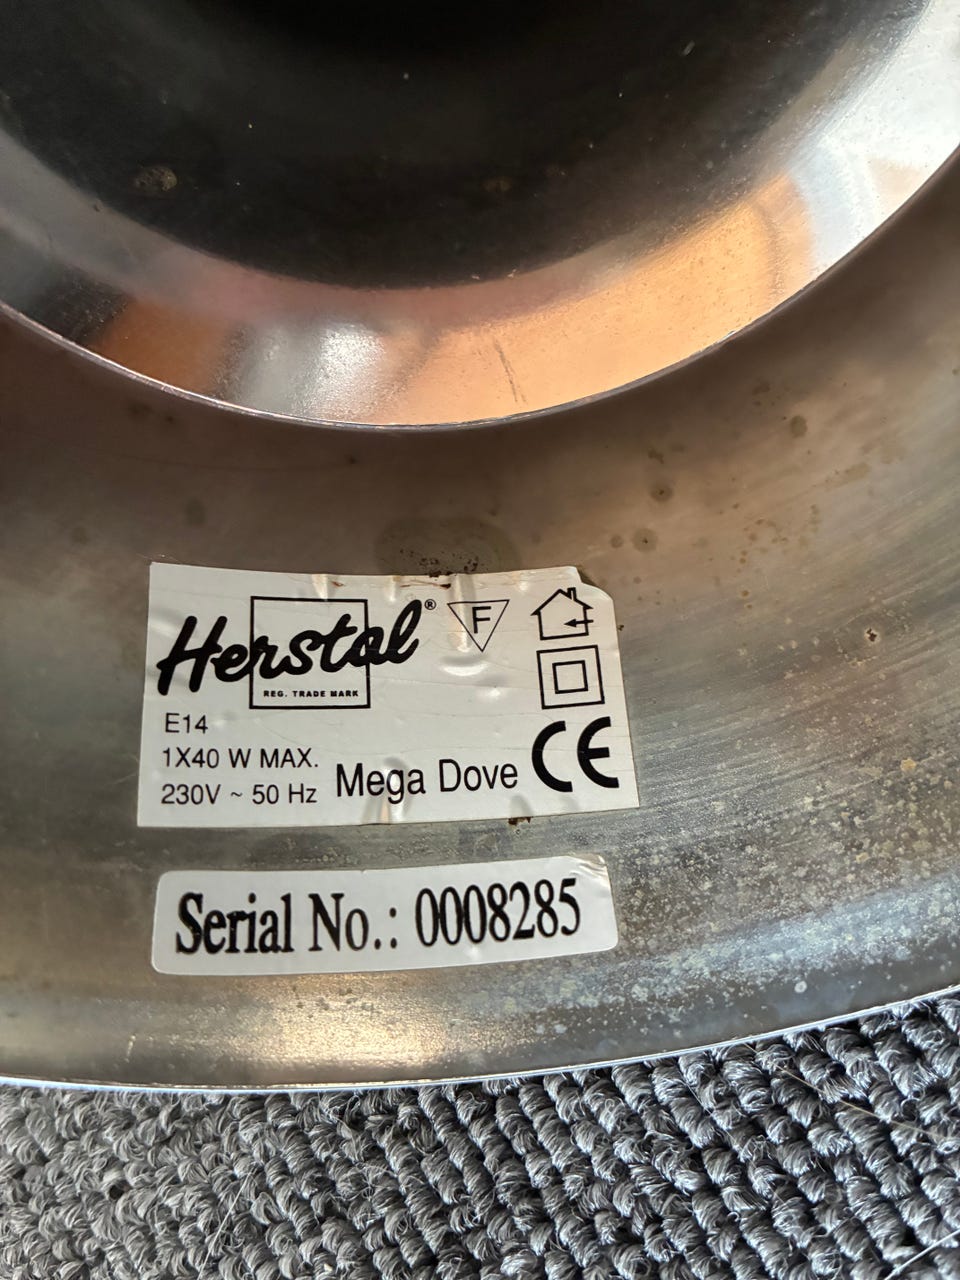 Herstal®
REG. TRADE MARK
F
E14
1X40 W MAX.
230V ~ 50 Hz
Mega Dove
CE
Serial No.: 0008285